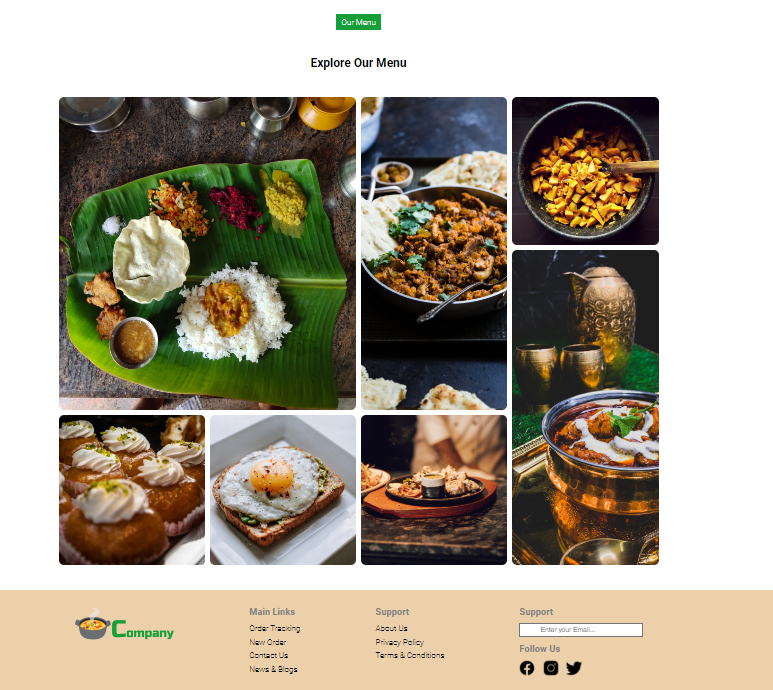 Our Menu
Explore Our Menu
Company
Main Links
Order Tracking
New Order
Contact Us
News & Blogs
Support
About Us
Privacy Policy
Terms & Conditions
Support
Enter your Email...
Follow Us